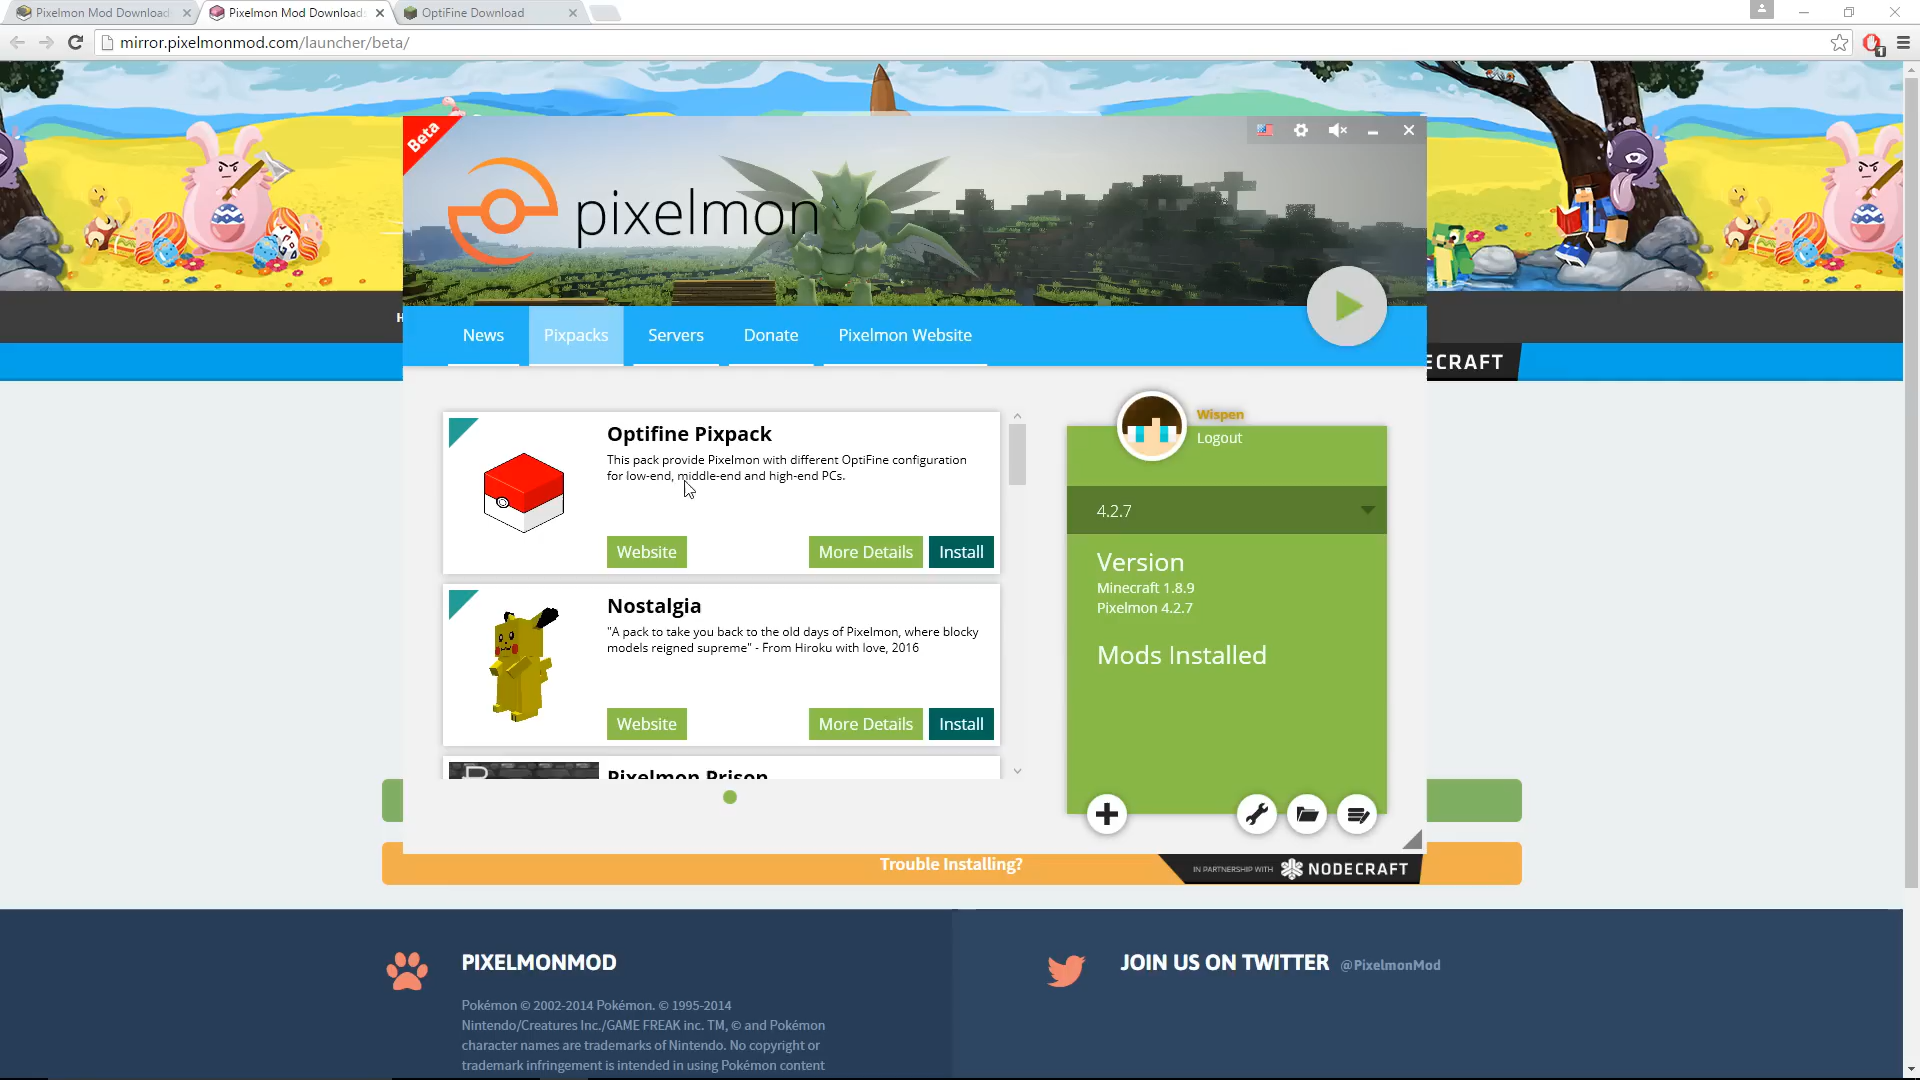 Pixelmon Mod Download
Pixelmon Mod Download
OptiFine Download
mirror.pixelmonmod.com/launcher/beta/
1
Beta
pixelmon
News
Pixpacks
Servers
Donate
Pixelmon Website
H
ECRAFT
Optifine Pixpack
This pack provide Pixelmon with different OptiFine configuration
for low-end, middle-end and high-end PCs.
Website
More Details
Install
Nostalgia
"A pack to take you back to the old days of Pixelmon, where blocky
models reigned supreme" - From Hiroku with love, 2016
Website
More Details
Install
Pixelmon Prison
Wispen
Logout
4.2.7
Version
Minecraft 1.8.9
Pixelmon 4.2.7
Mods Installed
Trouble Installing?
IN PARTNERSHIP WITH NODECRAFT
PIXELMONMOD
Pokémon © 2002-2014 Pokémon. © 1995-2014
Nintendo/Creatures Inc./GAME FREAK inc. TM, © and Pokémon
character names are trademarks of Nintendo. No copyright or
trademark infringement is intended in using Pokémon content
JOIN US ON TWITTER @PixelmonMod